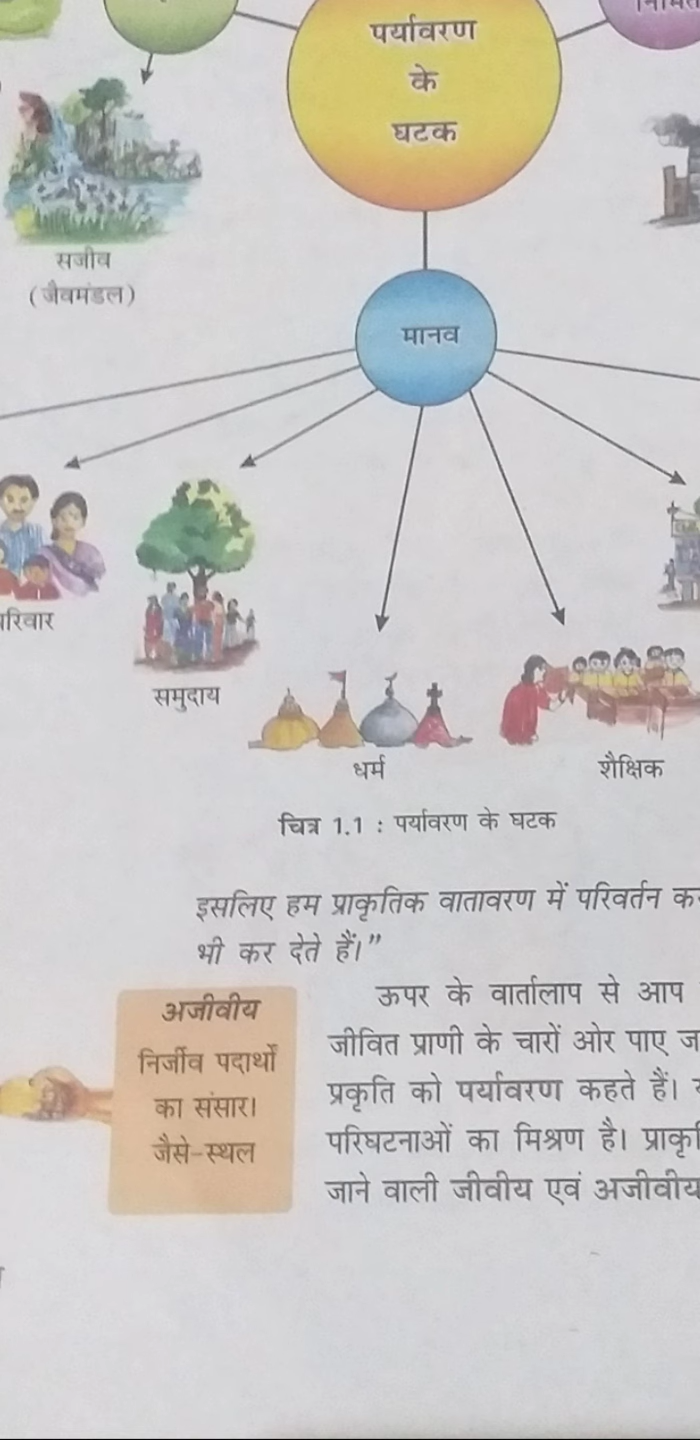 पर्यावरण
के
घटक
सजीव
(जैवमंडल)
मानव
समुदाय
धर्म
शैक्षिक
चित्र 1.1 : पर्यावरण के घटक
इसलिए हम प्राकृतिक वातावरण में परिवर्तन
भी कर देते हैं।”
अजीवीय
निर्जीव पदार्थों
का संसार।
जैसे-स्थल
ऊपर के वार्तालाप से आप
जीवित प्राणी के चारों ओर पाए
प्रकृति को पर्यावरण कहते हैं।
परिघटनाओं का मिश्रण है।
जाने वाली जीवीय एवं अजीवीय